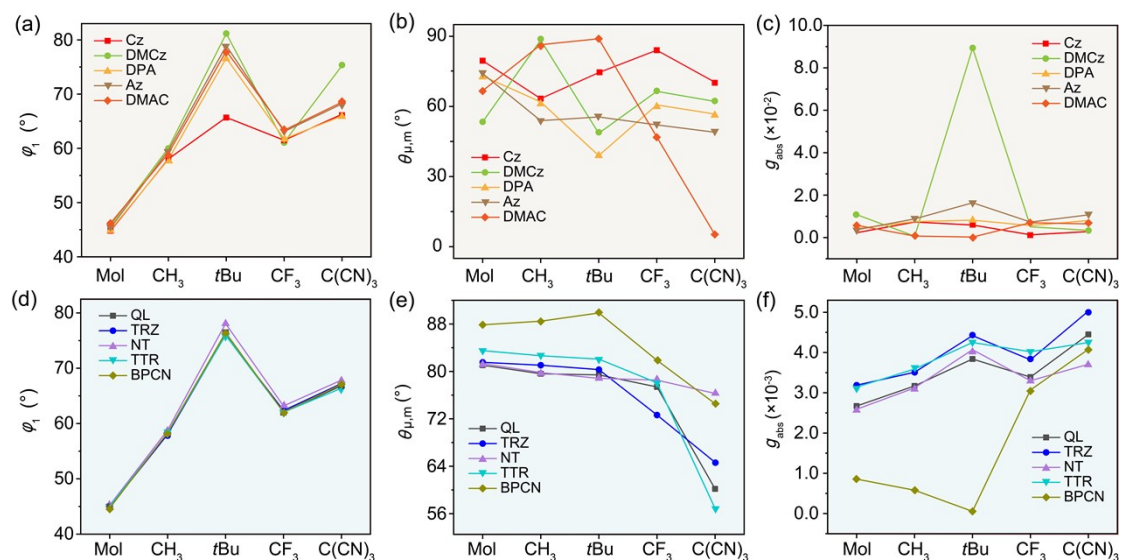 (a)
φ₁ (°)
80
70
60
50
40
Cz
DMCz
DPA
Az
DMAC
Mol CH₃ tBu CF₃ C(CN)₃
(b)
θμ,m (°)
90
60
30
0
Cz
DMCz
DPA
Az
DMAC
Mol CH₃ tBu CF₃ C(CN)₃
(c)
gabs (×10⁻²)
10.0
8.0
6.0
4.0
2.0
0.0
Cz
DMCz
DPA
Az
DMAC
Mol CH₃ tBu CF₃ C(CN)₃
(d)
φ₁ (°)
80
70
60
50
40
QL
TRZ
NT
TTR
BPCN
Mol CH₃ tBu CF₃ C(CN)₃
(e)
θμ,m (°)
88
80
72
64
56
QL
TRZ
NT
TTR
BPCN
Mol CH₃ tBu CF₃ C(CN)₃
(f)
gabs (×10⁻³)
5.0
4.0
3.0
2.0
1.0
0.0
QL
TRZ
NT
TTR
BPCN
Mol CH₃ tBu CF₃ C(CN)₃